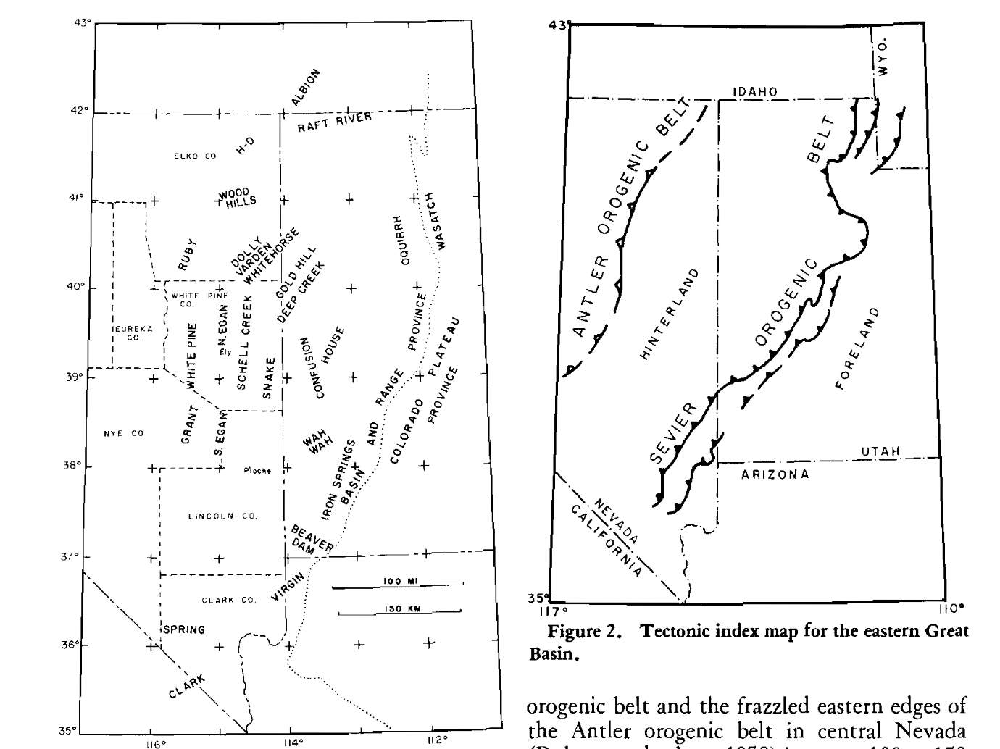 43°
ALBION
42°
RAFT RIVER
ELKO CO
H-D
WOOD
HILLS
41°
WASATCH
OQUIRRH
RUBY
DOLLY
VARDEN
WHITEHORSE
GOLD HILL
DEEP CREEK
40°
WHITE PINE
CO.
EUREKA
CO.
WHITE PINE
N. EGAN
Ely
SCHELL CREEK
SNAKE
CONFUSION
HOUSE
PROVINCE
PLATEAU
39°
RANGE
PROVINCE
GRANT
S. EGAN
NYE CO
WAH
WAH
AND
COLORADO
38°
Pioche
IRON SPRINGS
BASIN
LINCOLN CO.
BEAVER
DAM
37°
VIRGIN
100 MI
CLARK CO.
150 KM
SPRING
36°
CLARK
35°
116°
114°
112°
43°
WYO.
IDAHO
BELT
BELT
OROGENIC
ANTLER
HINTERLAND
OROGENIC
FORELAND
SEVIER
UTAH
ARIZONA
NEVADA
CALIFORNIA
35°
117°
110°
Figure 2. Tectonic index map for the eastern Great
Basin.
orogenic belt and the frazzled eastern edges of
the Antler orogenic belt in central Nevada